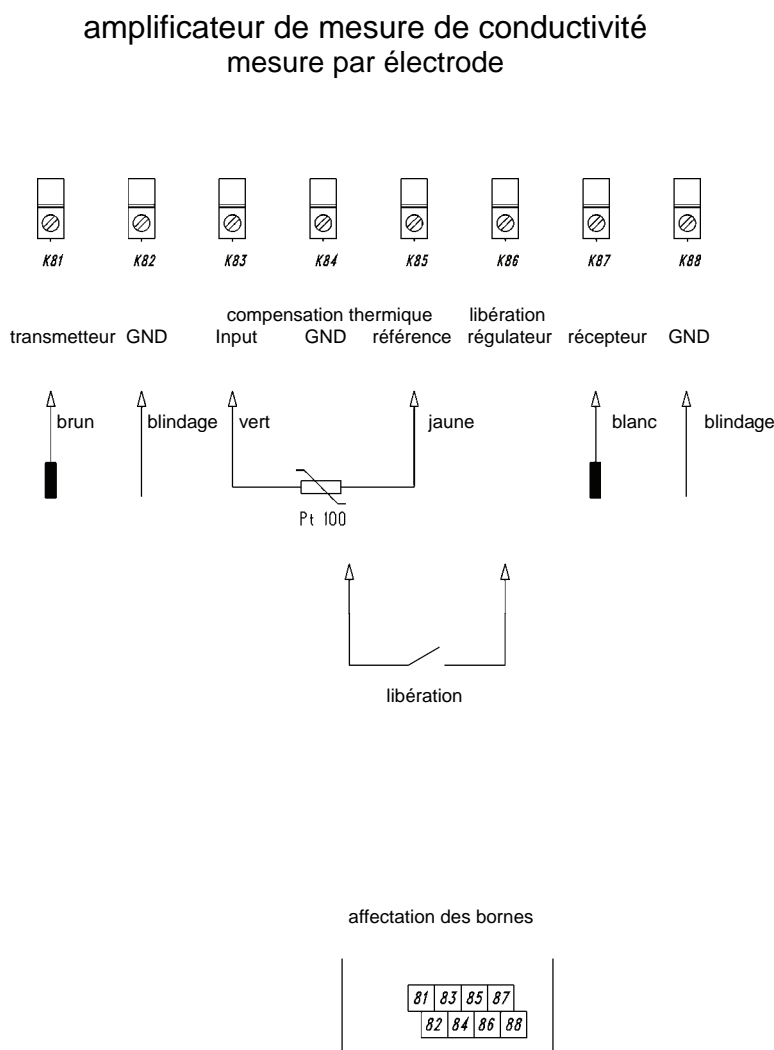 amplificateur de mesure de conductivité
mesure par électrode
K81 K82 K83 K84 K85 K86 K87 K88
compensation thermique libération
transmetteur GND Input GND référence régulateur récepteur GND
brun blindage vert jaune blanc blindage
Pt 100
libération
affectation des bornes
81 83 85 87
82 84 86 88